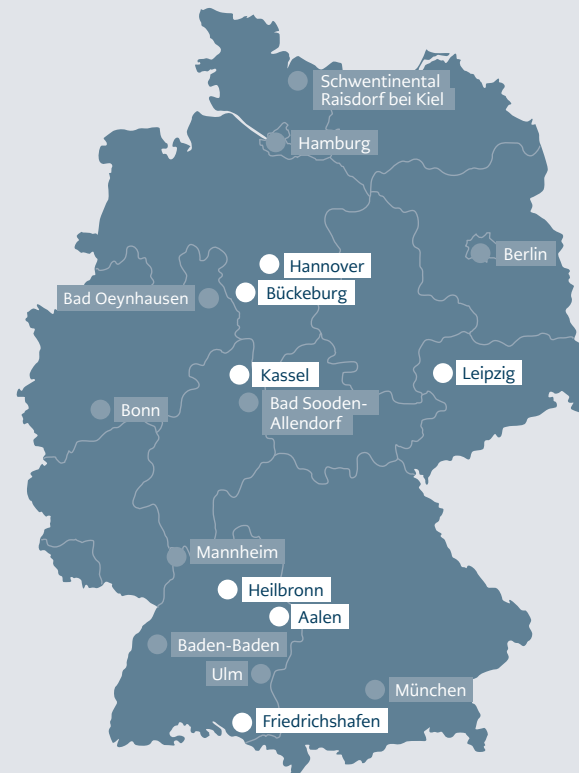 Schwentinental
Raisdorf bei Kiel
Hamburg
Berlin
Hannover
Bückeburg
Bad Oeynhausen
Kassel
Leipzig
Bad Sooden-
Allendorf
Bonn
Mannheim
Heilbronn
Aalen
Baden-Baden
Ulm
München
Friedrichshafen